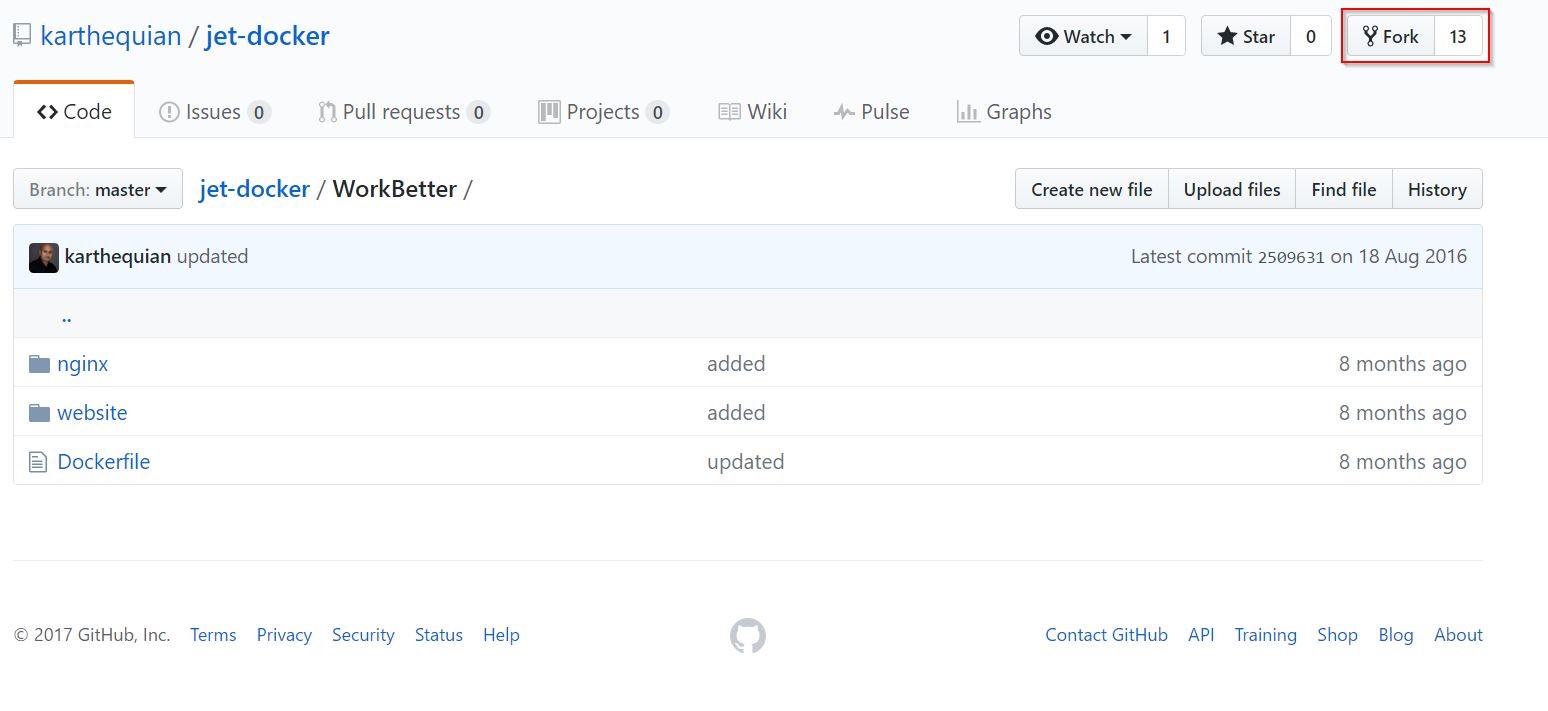 karthequian / jet-docker Watch 1 Star 0 Fork 13
Code Issues 0 Pull requests 0 Projects 0 Wiki Pulse Graphs
Branch: master jet-docker / WorkBetter / Create new file Upload files Find file History
karthequian updated Latest commit 2509631 on 18 Aug 2016
..
nginx added 8 months ago
website added 8 months ago
Dockerfile updated 8 months ago
© 2017 GitHub, Inc. Terms Privacy Security Status Help Contact GitHub API Training Shop Blog About